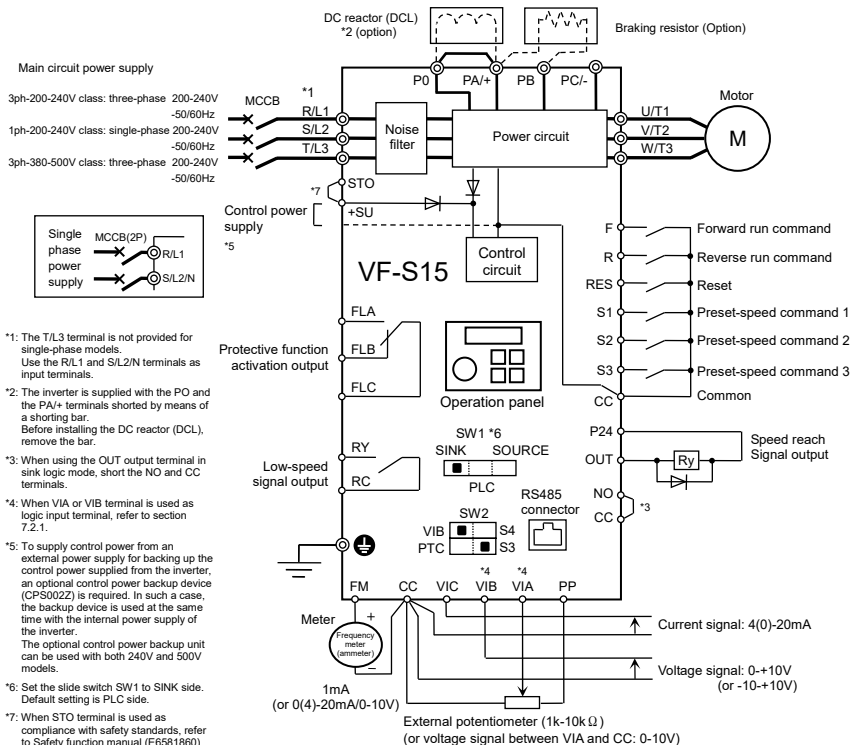 DC reactor (DCL)
*2 (option)
Braking resistor (Option)
Main circuit power supply
P0 PA/+ PB PC/-
3ph-200-240V class: three-phase 200-240V
-50/60Hz
1ph-200-240V class: single-phase 200-240V
-50/60Hz
3ph-380-500V class: three-phase 200-240V
-50/60Hz
MCCB
*1
R/L1
S/L2
T/L3
Noise
filter
Power circuit
U/T1
V/T2
W/T3
Motor
M
*7
STO
+SU
Control power
supply
*5
Single
phase
power
supply
MCCB(2P)
R/L1
S/L2/N
VF-S15
Control
circuit
F Forward run command
R Reverse run command
RES Reset
S1 Preset-speed command 1
S2 Preset-speed command 2
S3 Preset-speed command 3
CC Common
FLA
FLB
FLC
Protective function
activation output
Operation panel
P24
OUT
Ry
Speed reach
Signal output
NO
CC
*3
RY
RC
Low-speed
signal output
SW1 *6
SINK SOURCE
PLC
SW2
VIB S4
PTC S3
RS485
connector
*4 *4
FM CC VIC VIB VIA PP
Meter
+
Frequency
meter
(ammeter)
−
1mA
(or 0(4)-20mA/0-10V)
Current signal: 4(0)-20mA
Voltage signal: 0-+10V
(or -10-+10V)
External potentiometer (1k-10kΩ)
(or voltage signal between VIA and CC: 0-10V)
*1: The T/L3 terminal is not provided for
single-phase models.
Use the R/L1 and S/L2/N terminals as
input terminals.
*2: The inverter is supplied with the PO and
the PA/+ terminals shorted by means of
a shorting bar.
Before installing the DC reactor (DCL),
remove the bar.
*3: When using the OUT output terminal in
sink logic mode, short the NO and CC
terminals.
*4: When VIA or VIB terminal is used as
logic input terminal, refer to section
7.2.1.
*5: To supply control power from an
external power supply for backing up the
control power supplied from the inverter,
an optional control power backup device
(CPS002Z) is required. In such a case,
the backup device is used at the same
time with the internal power supply of
the inverter.
The optional control power backup unit
can be used with both 240V and 500V
models.
*6: Set the slide switch SW1 to SINK side.
Default setting is PLC side.
*7: When STO terminal is used as
compliance with safety standards, refer
to Safety function manual (E6581860)